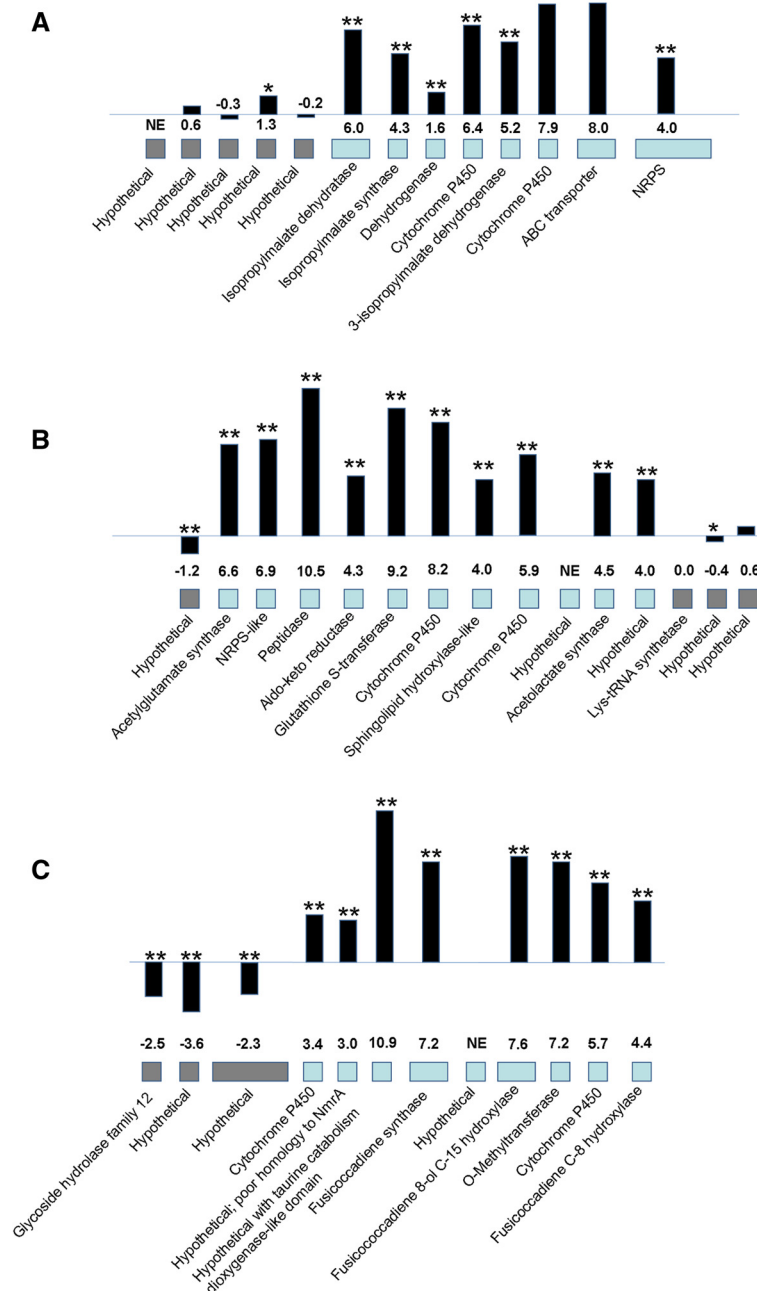 A
** ** ** ** ** * **
-0.3 -0.2
NE 0.6 1.3 6.0 4.3 1.6 6.4 5.2 7.9 8.0 4.0
Hypothetical
Hypothetical
Hypothetical
Hypothetical
Hypothetical
Isopropylmalate dehydratase
Isopropylmalate synthase
Dehydrogenase
Cytochrome P450
3-isopropylmalate dehydrogenase
Cytochrome P450
ABC transporter
NRPS
B
** ** ** ** ** ** ** ** ** ** ** *
-1.2 6.6 6.9 10.5 4.3 9.2 8.2 4.0 5.9 NE 4.5 4.0 0.0 -0.4 0.6
Hypothetical
Acetylglutamate synthase
NRPS-like
Peptidase
Aldo-keto reductase
Glutathione S-transferase
Cytochrome P450
Sphingolipid hydroxylase-like
Cytochrome P450
Hypothetical
Acetolactate synthase
Hypothetical
Lys-tRNA synthetase
Hypothetical
Hypothetical
C
** ** ** ** ** ** ** ** ** ** **
-2.5 -3.6 -2.3 3.4 3.0 10.9 7.2 NE 7.6 7.2 5.7 4.4
Glycoside hydrolase family 12
Hypothetical
Hypothetical
Cytochrome P450
Hypothetical; poor homology to NmrA
Hypothetical with taurine catabolism
dioxygenase-like domain
Fusicoccadiene synthase
Hypothetical
Fusicococcadiene 8-ol C-15 hydroxylase
O-Methyltransferase
Cytochrome P450
Fusicoccadiene C-8 hydroxylase